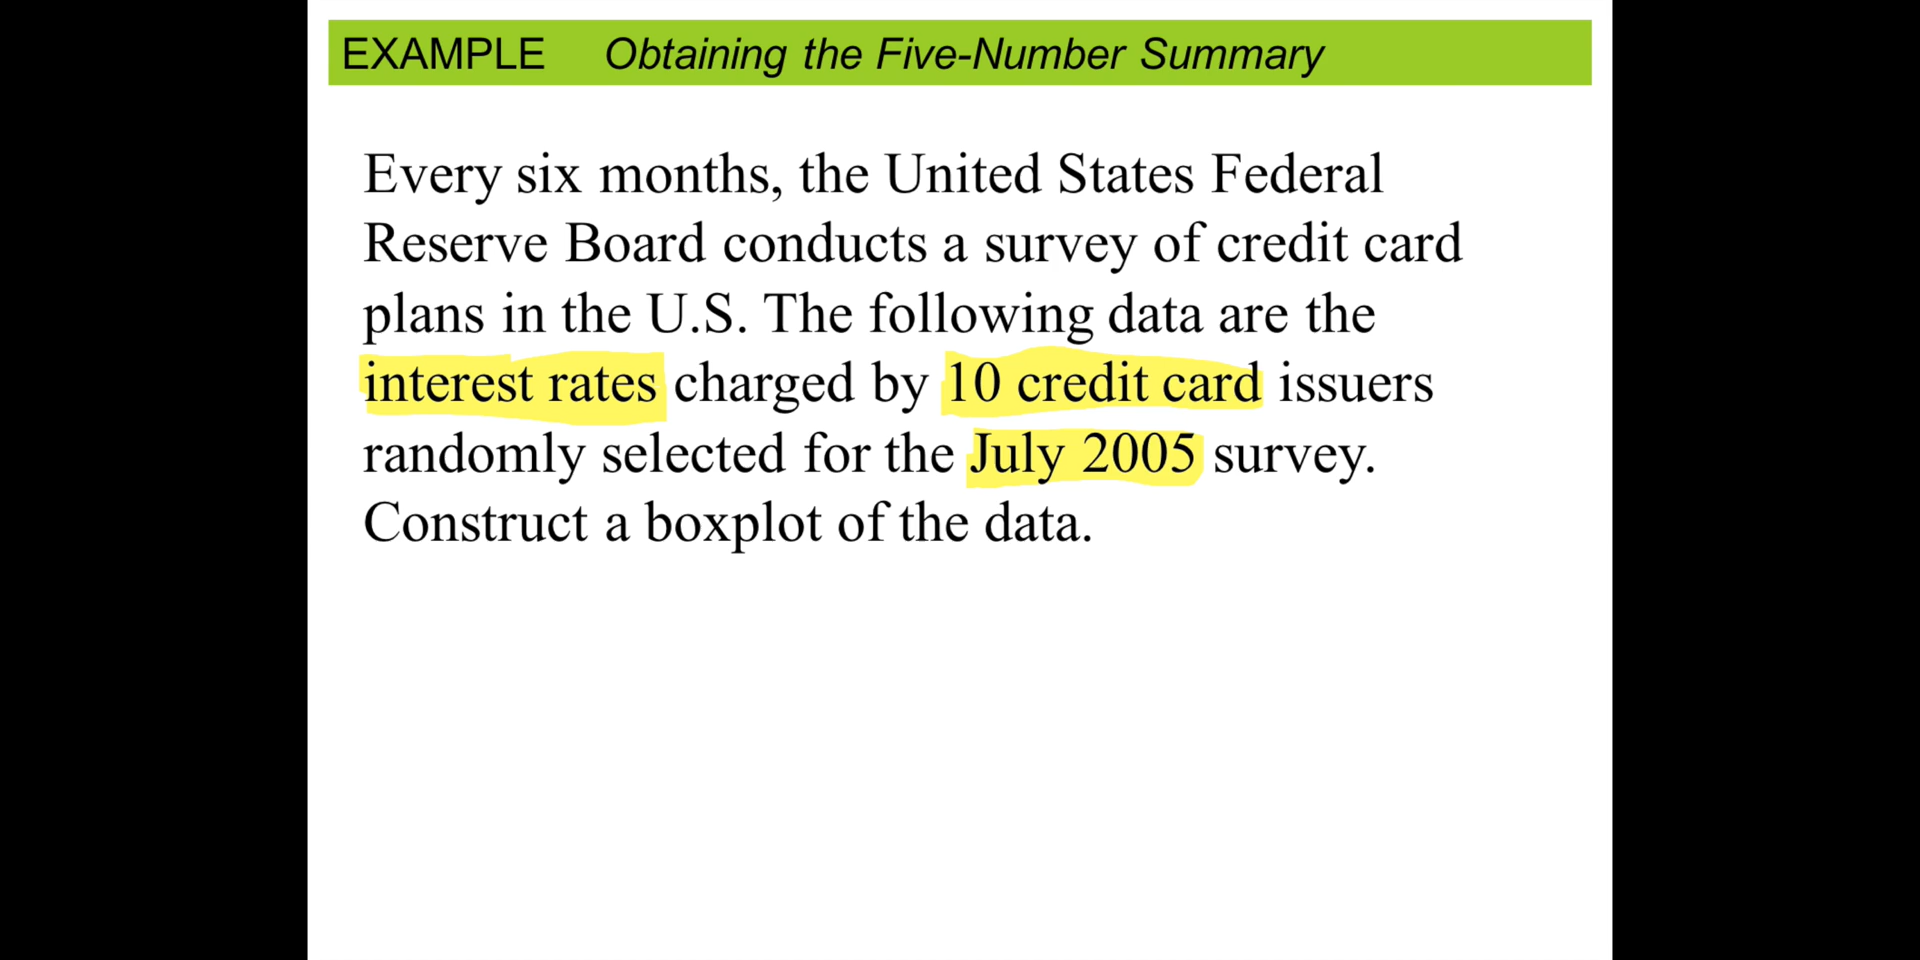 EXAMPLE Obtaining the Five-Number Summary
Every six months, the United States Federal
Reserve Board conducts a survey of credit card
plans in the U.S. The following data are the
interest rates charged by 10 credit card issuers
randomly selected for the July 2005 survey.
Construct a boxplot of the data.